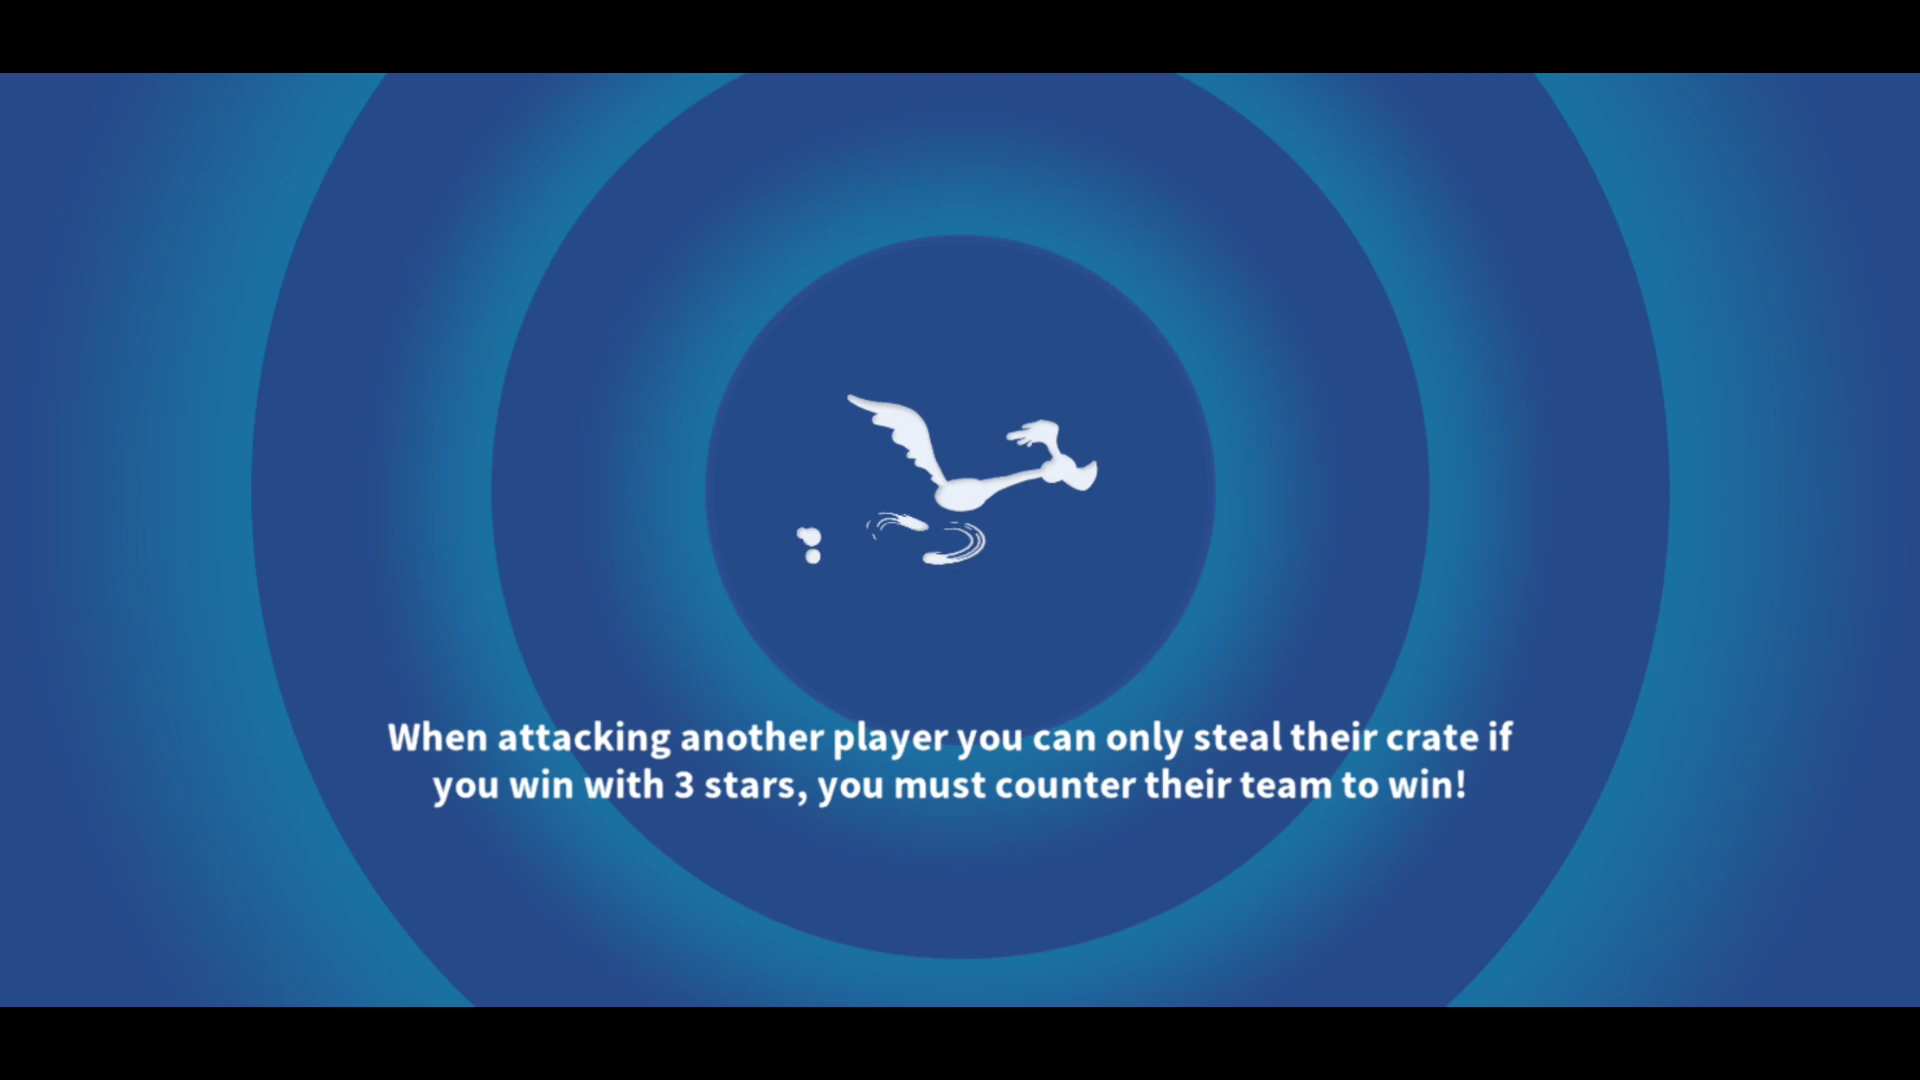 When attacking another player you can only steal their crate if
you win with 3 stars, you must counter their team to win!